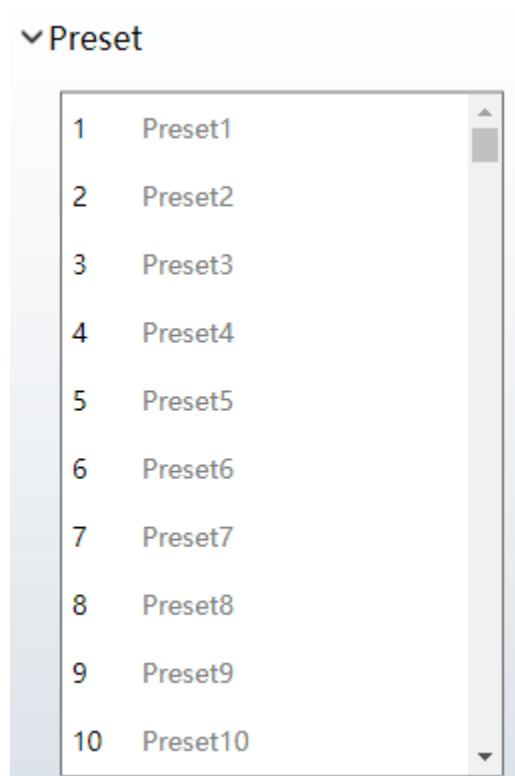 Preset
1 Preset1
2 Preset2
3 Preset3
4 Preset4
5 Preset5
6 Preset6
7 Preset7
8 Preset8
9 Preset9
10 Preset10